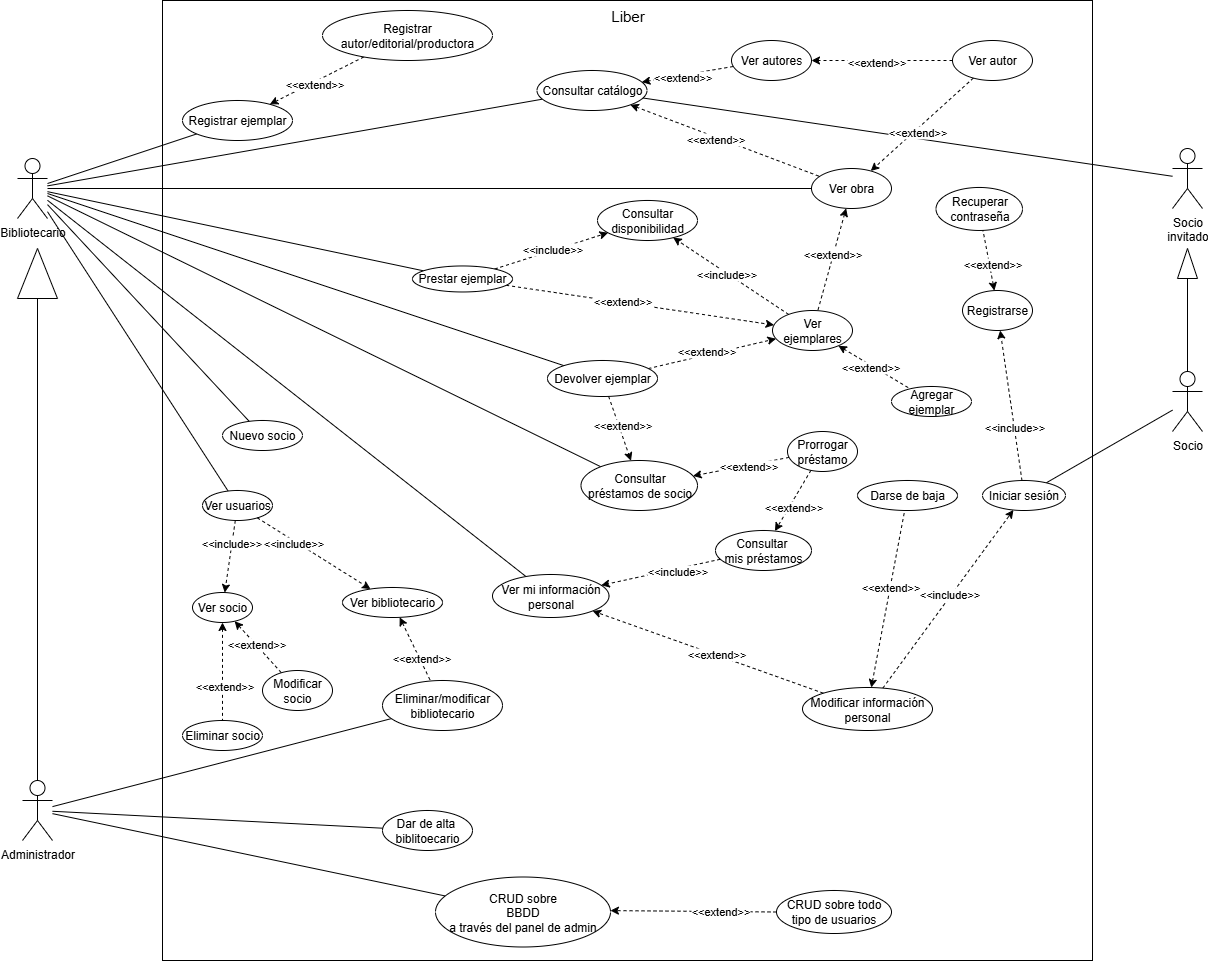 Liber
Registrar
autor/editorial/productora
<<extend>>
Registrar ejemplar
Consultar catálogo
<<extend>>
Ver autores
<<extend>>
Ver autor
<<extend>>
<<extend>>
Ver obra
Bibliotecario
Socio
invitado
Recuperar
contraseña
<<extend>>
Registrarse
Consultar
disponibilidad
<<include>>
<<include>>
<<extend>>
Prestar ejemplar
<<extend>>
Ver
ejemplares
<<extend>>
Devolver ejemplar
<<extend>>
Agregar
ejemplar
<<extend>>
<<include>>
Socio
Nuevo socio
Consultar
préstamos de socio
<<extend>>
Prorrogar
préstamo
<<extend>>
Darse de baja
Iniciar sesión
Ver usuarios
<<include>>
<<include>>
Consultar
mis préstamos
<<include>>
Ver mi información
personal
<<extend>>
<<include>>
Ver socio
Ver bibliotecario
<<extend>>
<<extend>>
<<extend>>
<<extend>>
Modificar
socio
Eliminar socio
Eliminar/modificar
bibliotecario
Modificar información
personal
Administrador
Dar de alta
biblitoecario
CRUD sobre
BBDD
a través del panel de admin
<<extend>>
CRUD sobre todo
tipo de usuarios